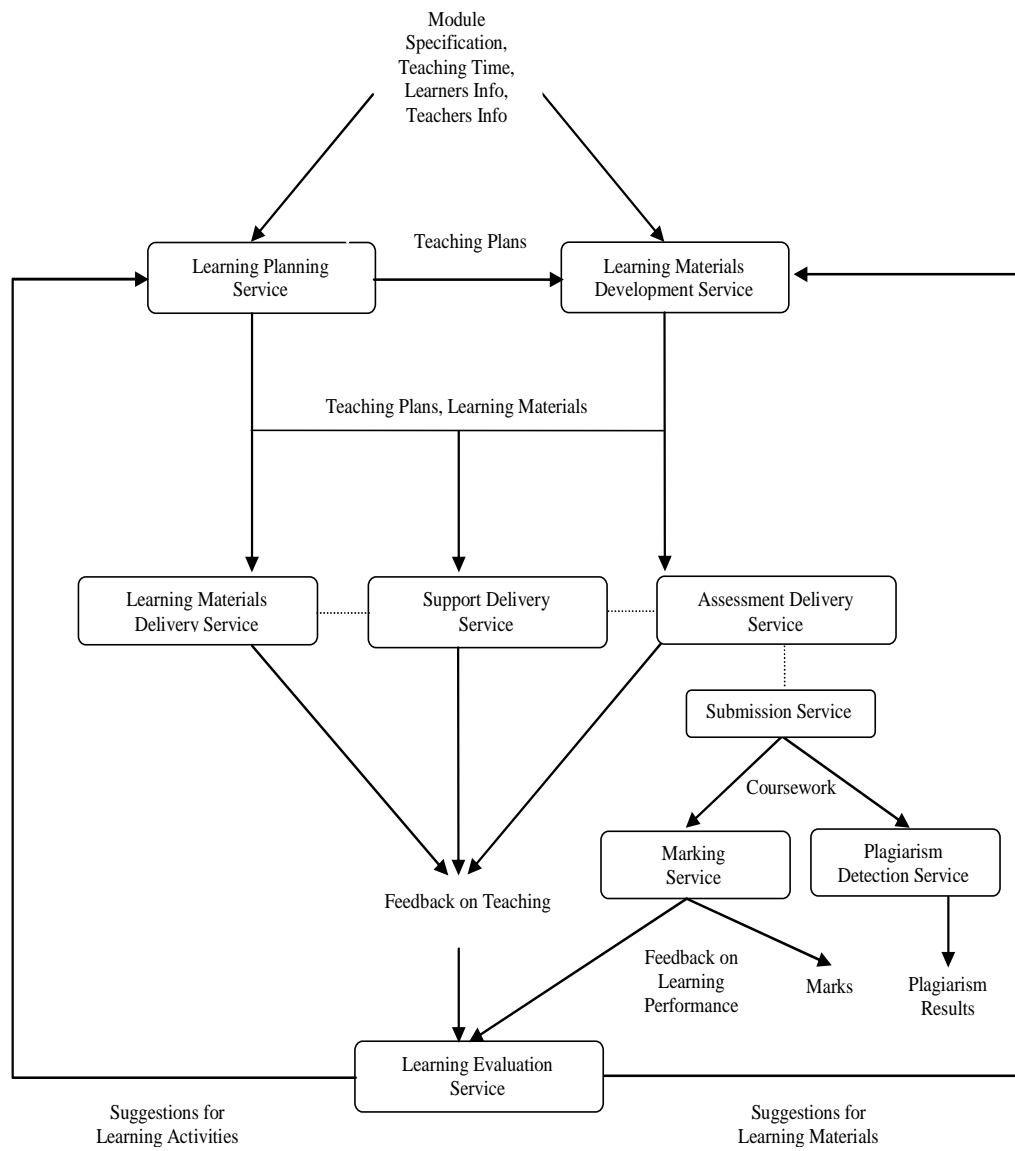 Module
Specification,
Teaching Time,
Learners Info,
Teachers Info
Teaching Plans
Learning Planning
Service
Learning Materials
Development Service
Teaching Plans, Learning Materials
Learning Materials
Delivery Service
Support Delivery
Service
Assessment Delivery
Service
Submission Service
Coursework
Marking
Service
Plagiarism
Detection Service
Feedback on Teaching
Feedback on
Learning
Performance
Marks
Plagiarism
Results
Learning Evaluation
Service
Suggestions for
Learning Activities
Suggestions for
Learning Materials